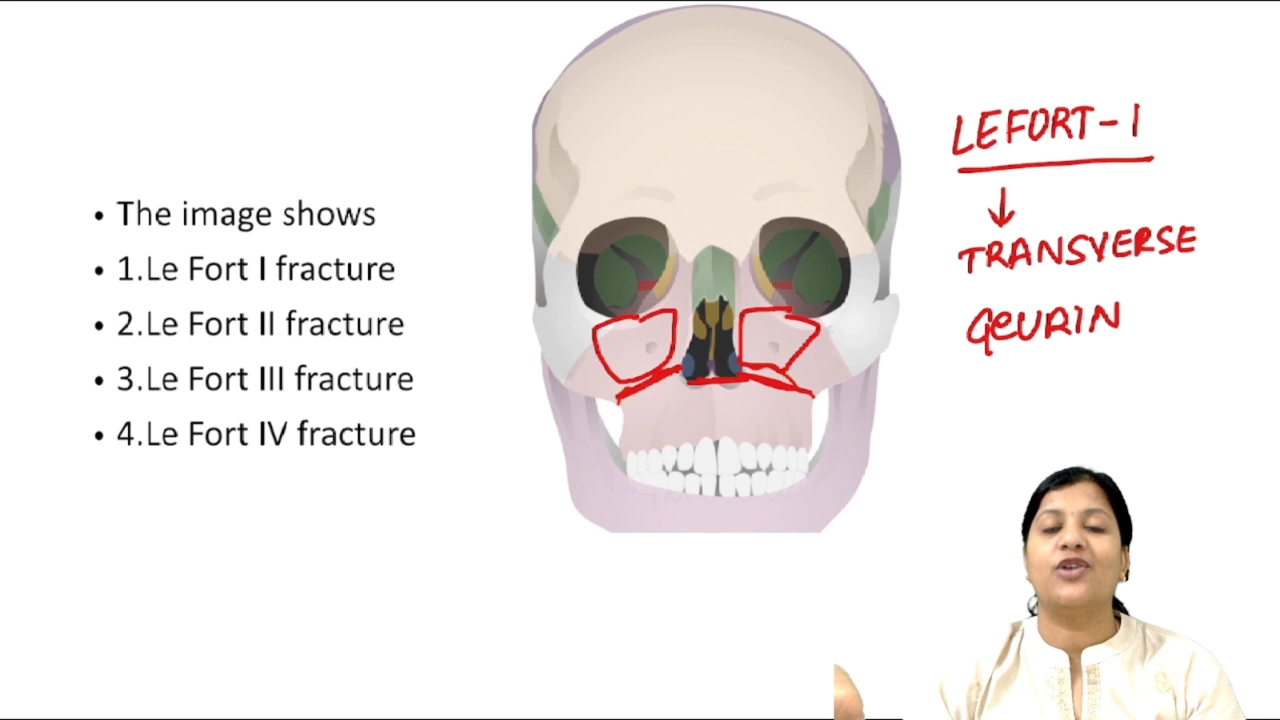 • The image shows
• 1.Le Fort I fracture
• 2.Le Fort II fracture
• 3.Le Fort III fracture
• 4.Le Fort IV fracture
LEFORT-1
↓
TRANSVERSE
GEURIN